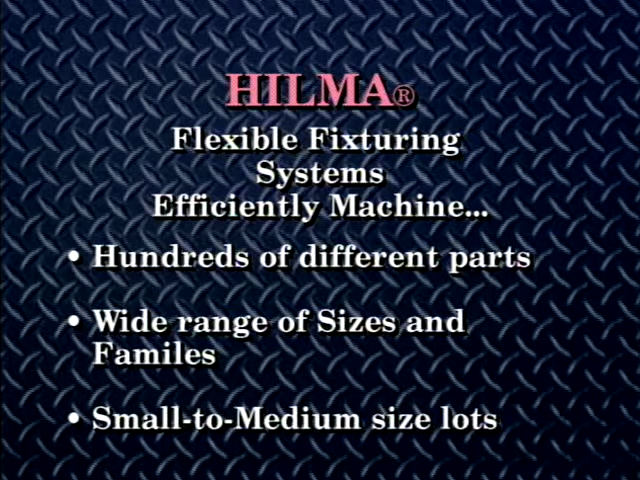 HILMA®
Flexible Fixturing
Systems
Efficiently Machine...
• Hundreds of different parts
• Wide range of Sizes and
Familes
• Small-to-Medium size lots